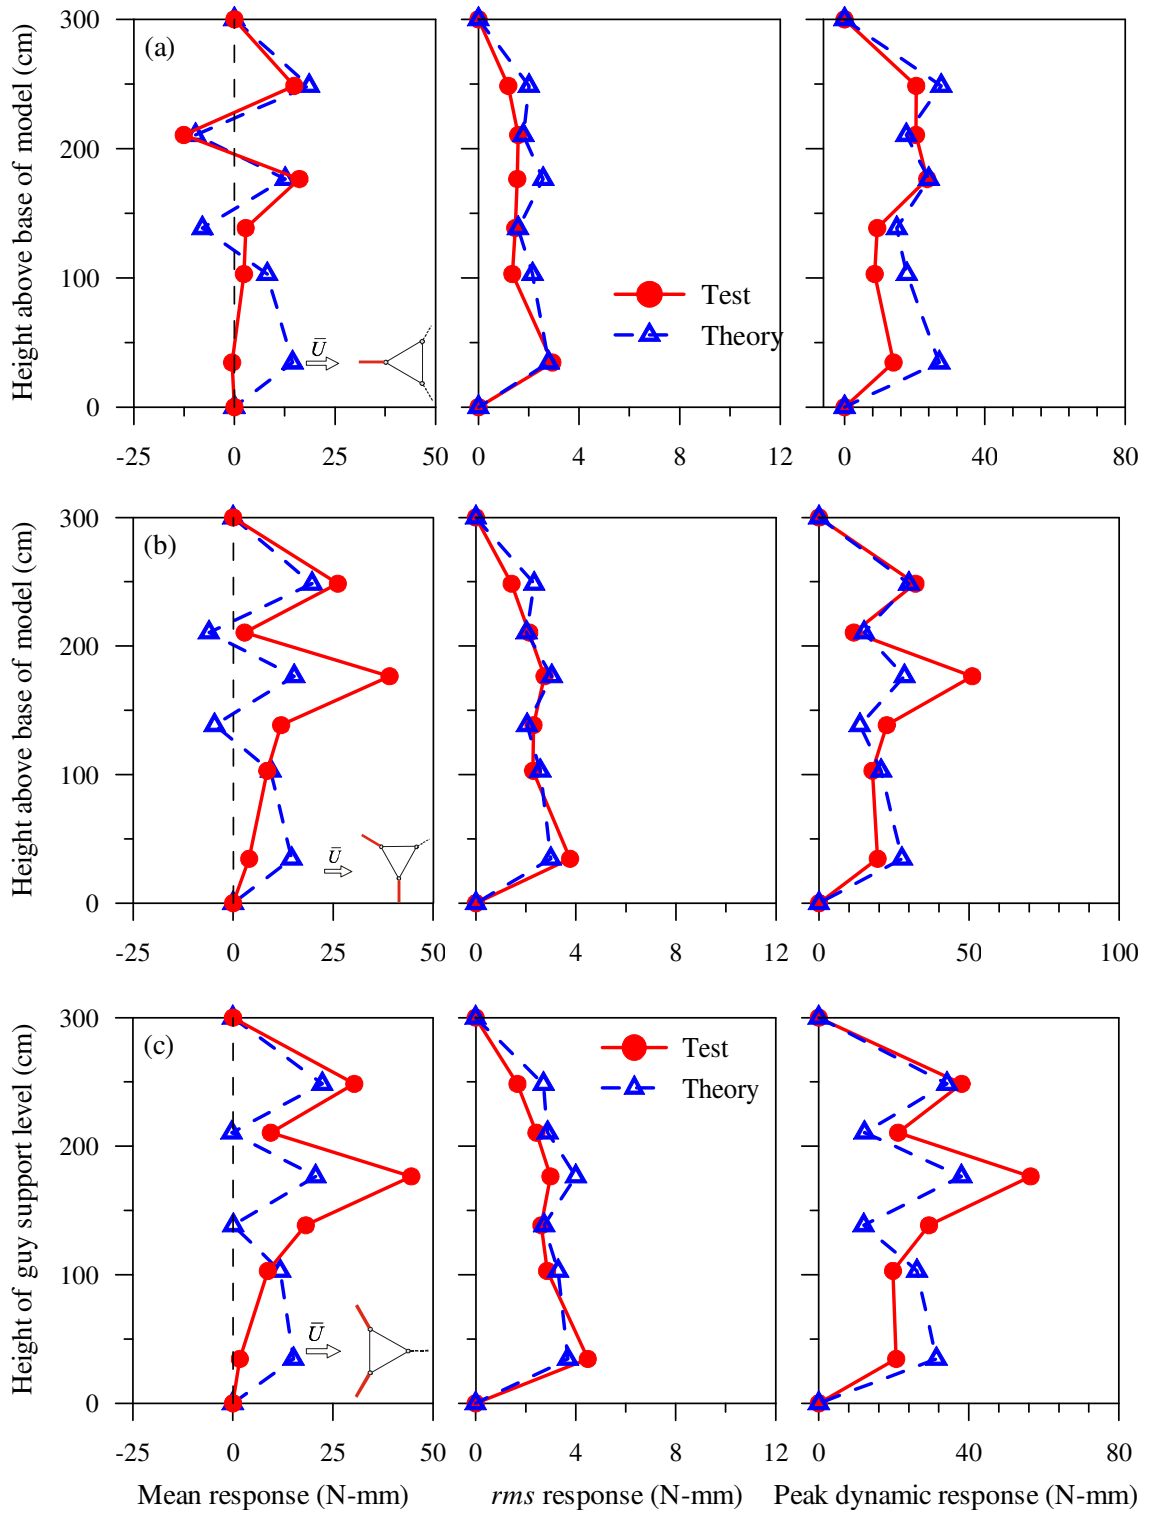 Height above base of model (cm)
300
200
100
0
(a)
Ū
Test
Theory
-25 0 25 50
0 4 8 12
0 40 80
Height above base of model (cm)
300
200
100
0
(b)
Ū
-25 0 25 50
0 4 8 12
0 50 100
Height of guy support level (cm)
300
200
100
0
(c)
Ū
Test
Theory
-25 0 25 50
0 4 8 12
0 40 80
Mean response (N-mm)
rms response (N-mm)
Peak dynamic response (N-mm)